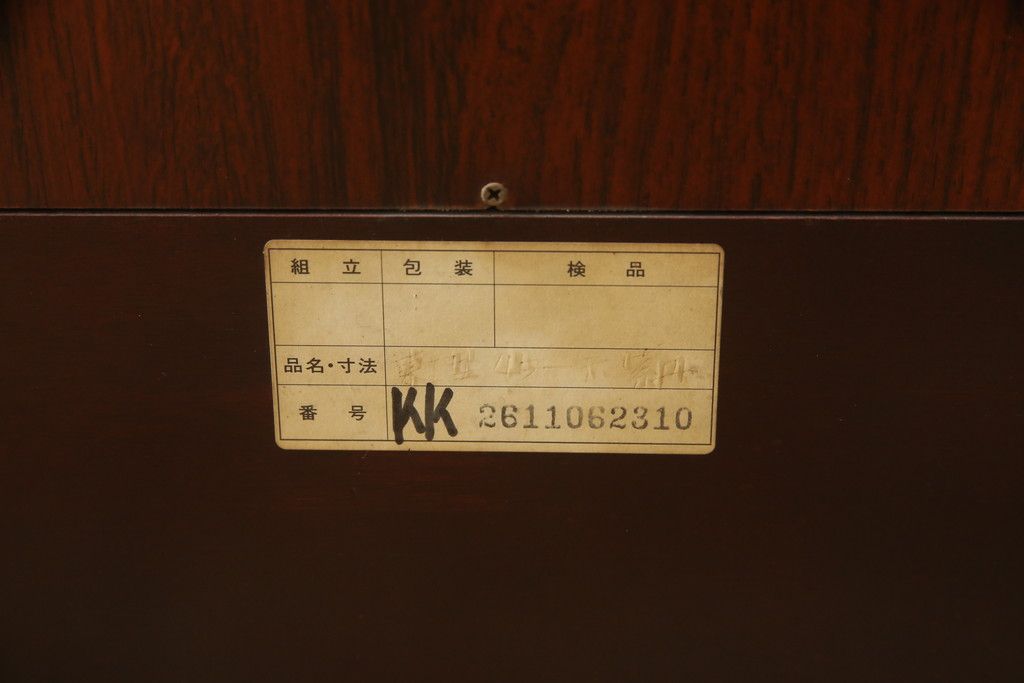 組 立 包 装 検 品
品名・寸法
番 号 KK 2611062310